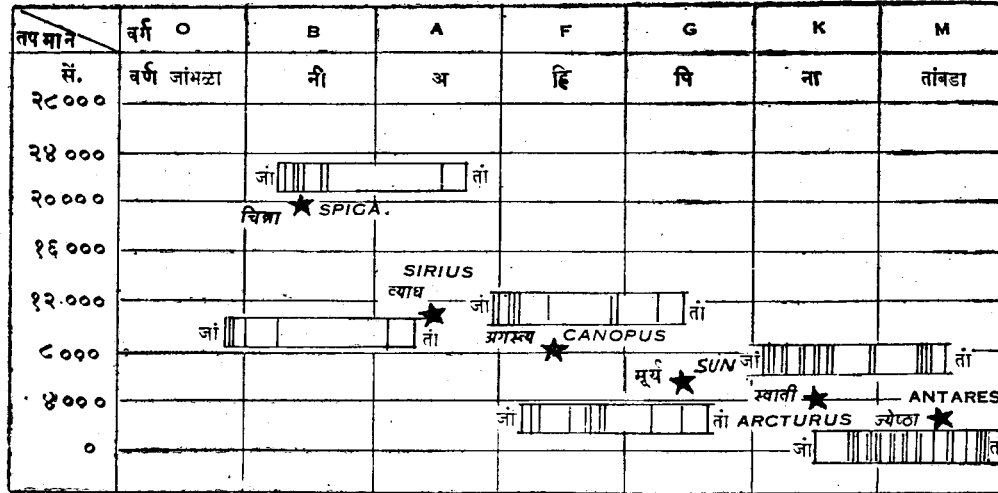 तपमान वर्ग O B A F G K M
सें. वर्ण जांभळा नी अ ह्रि पि ना तांबडा
२८०००
२४०००
जां तां
२००००
चित्रा SPIGA.
१६०००
SIRIUS
व्याध
१२०००
जां तां
जां तां
अगस्त्य CANOPUS
८०००
सूर्य SUN
जां तां
स्वाती ANTARES
४०००
जां तां ARCTURUS ज्येष्ठा
०
जां त